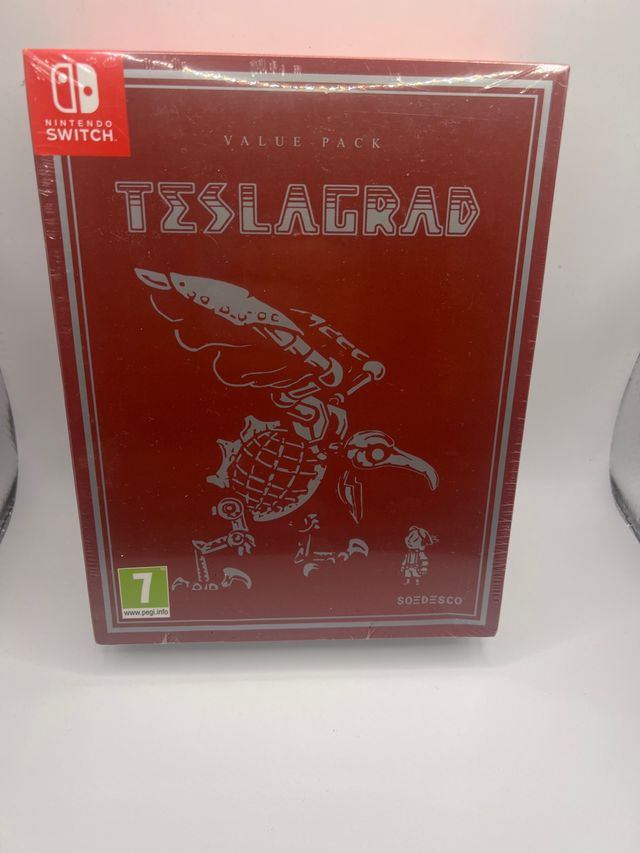 NINTENDO
SWITCH
VALUE PACK
TESLAGRAD
7
www.pegi.info
SOEDESCO